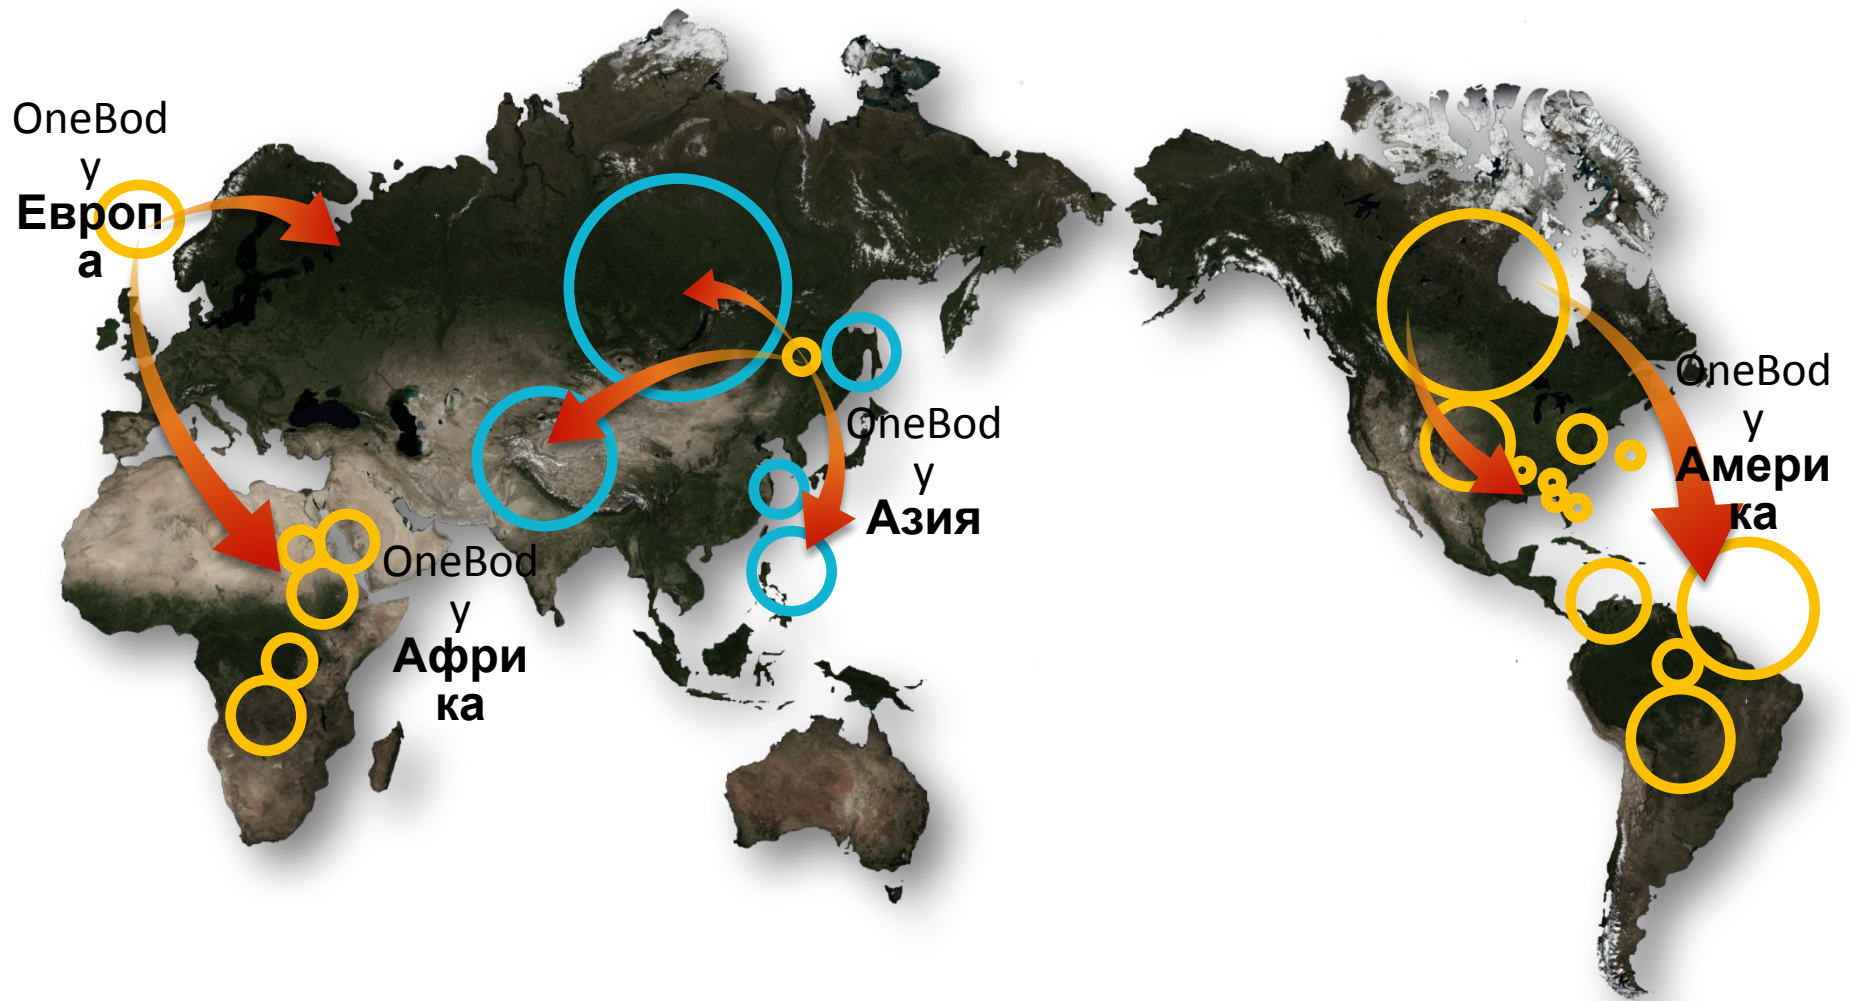 OneBod
y
Европ
а
OneBod
y
Амери
ка
OneBod
y
Азия
OneBod
y
Афри
ка